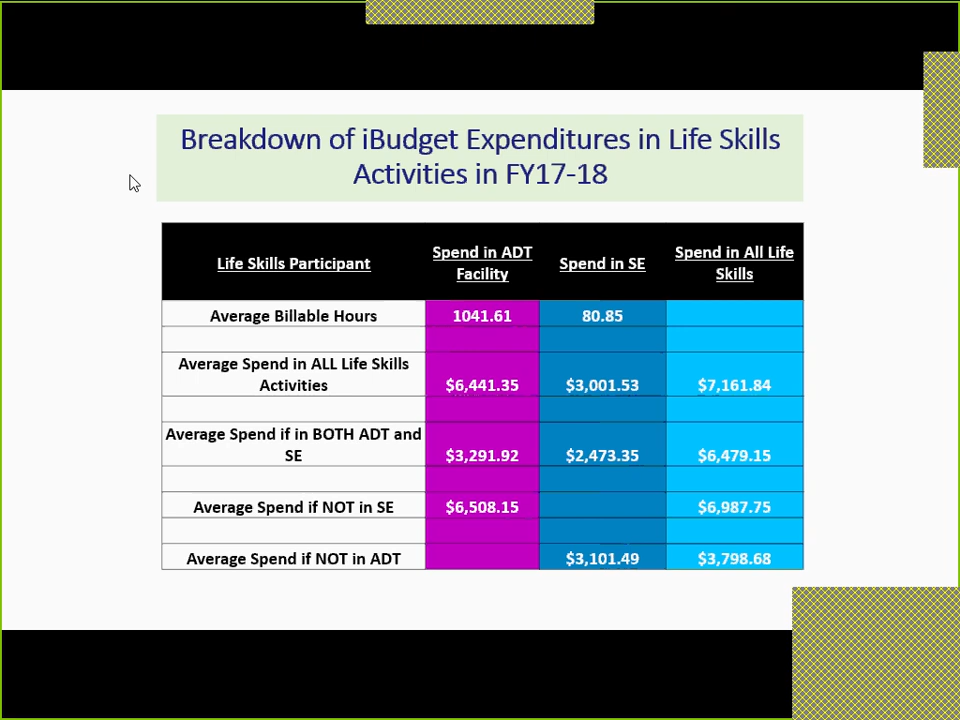 Breakdown of iBudget Expenditures in Life Skills
Activities in FY17-18
Life Skills Participant
Spend in ADT
Facility
Spend in SE
Spend in All Life
Skills
Average Billable Hours 1041.61 80.85
Average Spend in ALL Life Skills
Activities $6,441.35 $3,001.53 $7,161.84
Average Spend if in BOTH ADT and
SE $3,291.92 $2,473.35 $6,479.15
Average Spend if NOT in SE $6,508.15 $6,987.75
Average Spend if NOT in ADT $3,101.49 $3,798.68